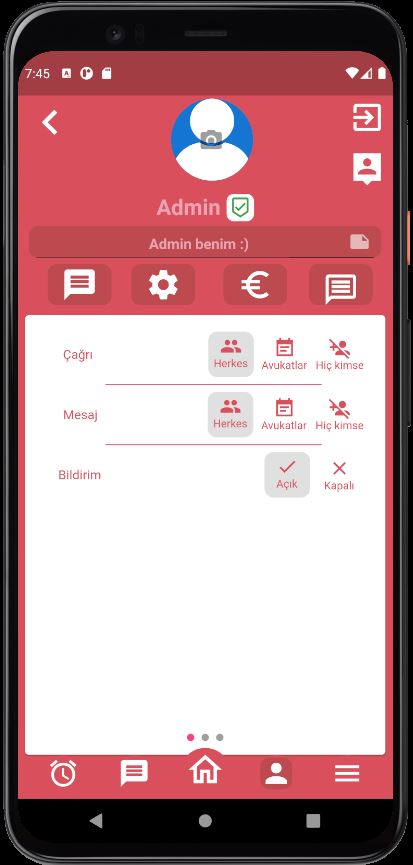 7:45
Admin
Admin benim :)
€
Çağrı
Herkes
Avukatlar
Hiç kimse
Mesaj
Herkes
Avukatlar
Hiç kimse
Bildirim
Açık
Kapalı